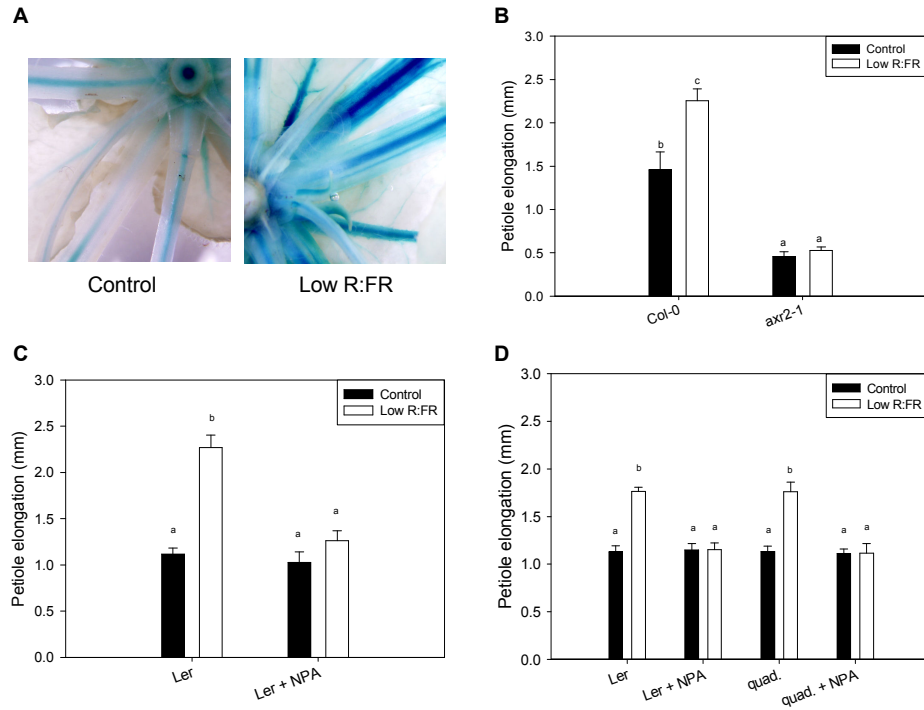 A
Control
Low R:FR
B
Petiole elongation (mm)
3.0
2.5
2.0
1.5
1.0
0.5
0.0
Control
Low R:FR
b
c
a
a
Col-0
axr2-1
C
Petiole elongation (mm)
3.0
2.5
2.0
1.5
1.0
0.5
0.0
Control
Low R:FR
a
b
a
a
Ler
Ler + NPA
D
Petiole elongation (mm)
3.0
2.5
2.0
1.5
1.0
0.5
0.0
Control
Low R:FR
a
b
a
a
a
b
a
a
Ler
Ler + NPA
quad.
quad. + NPA